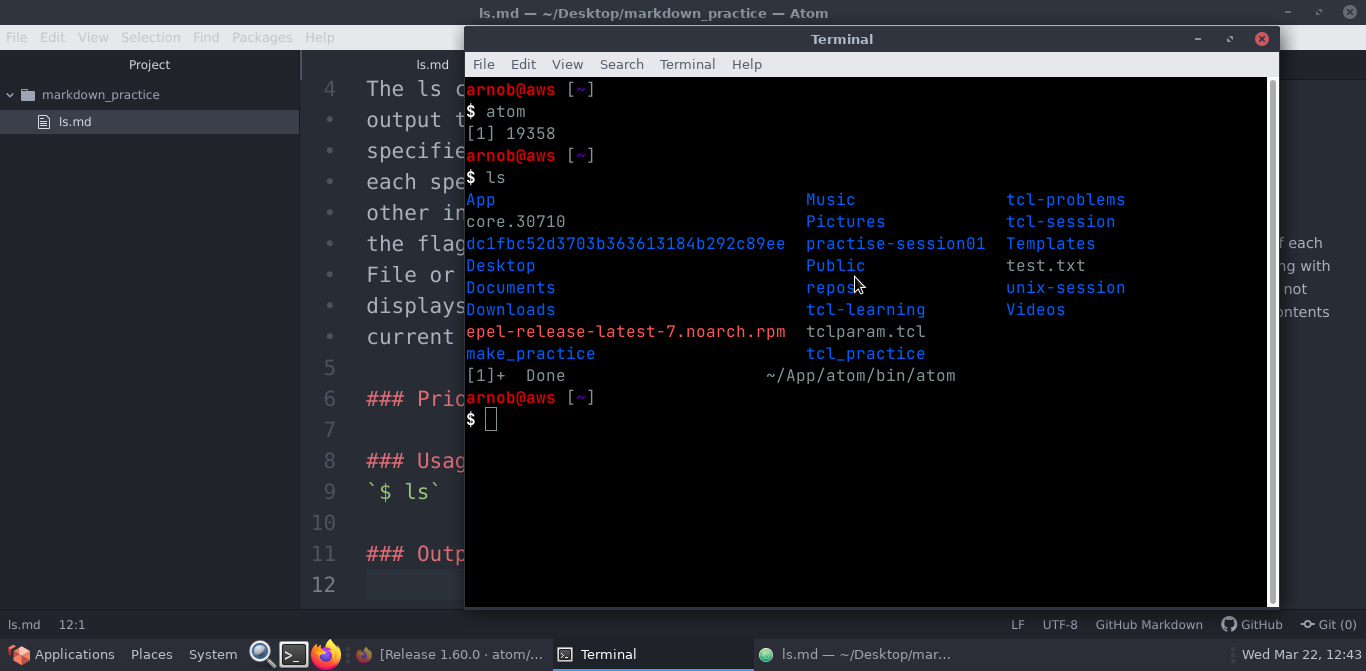 ls.md — ~/Desktop/markdown_practice — Atom
File Edit View Selection Find Packages Help
Project
markdown_practice
ls.md
ls.md
4 The ls c
• output t
• specifie
• each spe
• other in
• the flag
• File or
• displays
• current
5
6 ### Pric
7
8 ### Usag
9 `$ ls`
10
11 ### Outp
12
Terminal
File Edit View Search Terminal Help
arnob@aws [~]
$ atom
[1] 19358
arnob@aws [~]
$ ls
App Music tcl-problems
core.30710 Pictures tcl-session
dc1fbc52d3703b363613184b292c89ee practise-session01 Templates
Desktop Public test.txt
Documents repos unix-session
Downloads tcl-learning Videos
epel-release-latest-7.noarch.rpm tclparam.tcl
make_practice tcl_practice
[1]+ Done ~/App/atom/bin/atom
arnob@aws [~]
$
f each
ng with
not
ontents
ls.md 12:1 LF UTF-8 GitHub Markdown GitHub Git (0)
Applications Places System [Release 1.60.0 · atom/... Terminal ls.md — ~/Desktop/mar... Wed Mar 22, 12:43